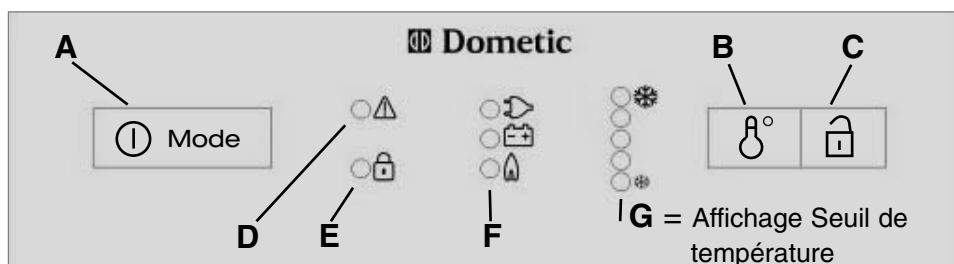 Dometic
A
B
C
Mode
D
E
F
G = Affichage Seuil de
température